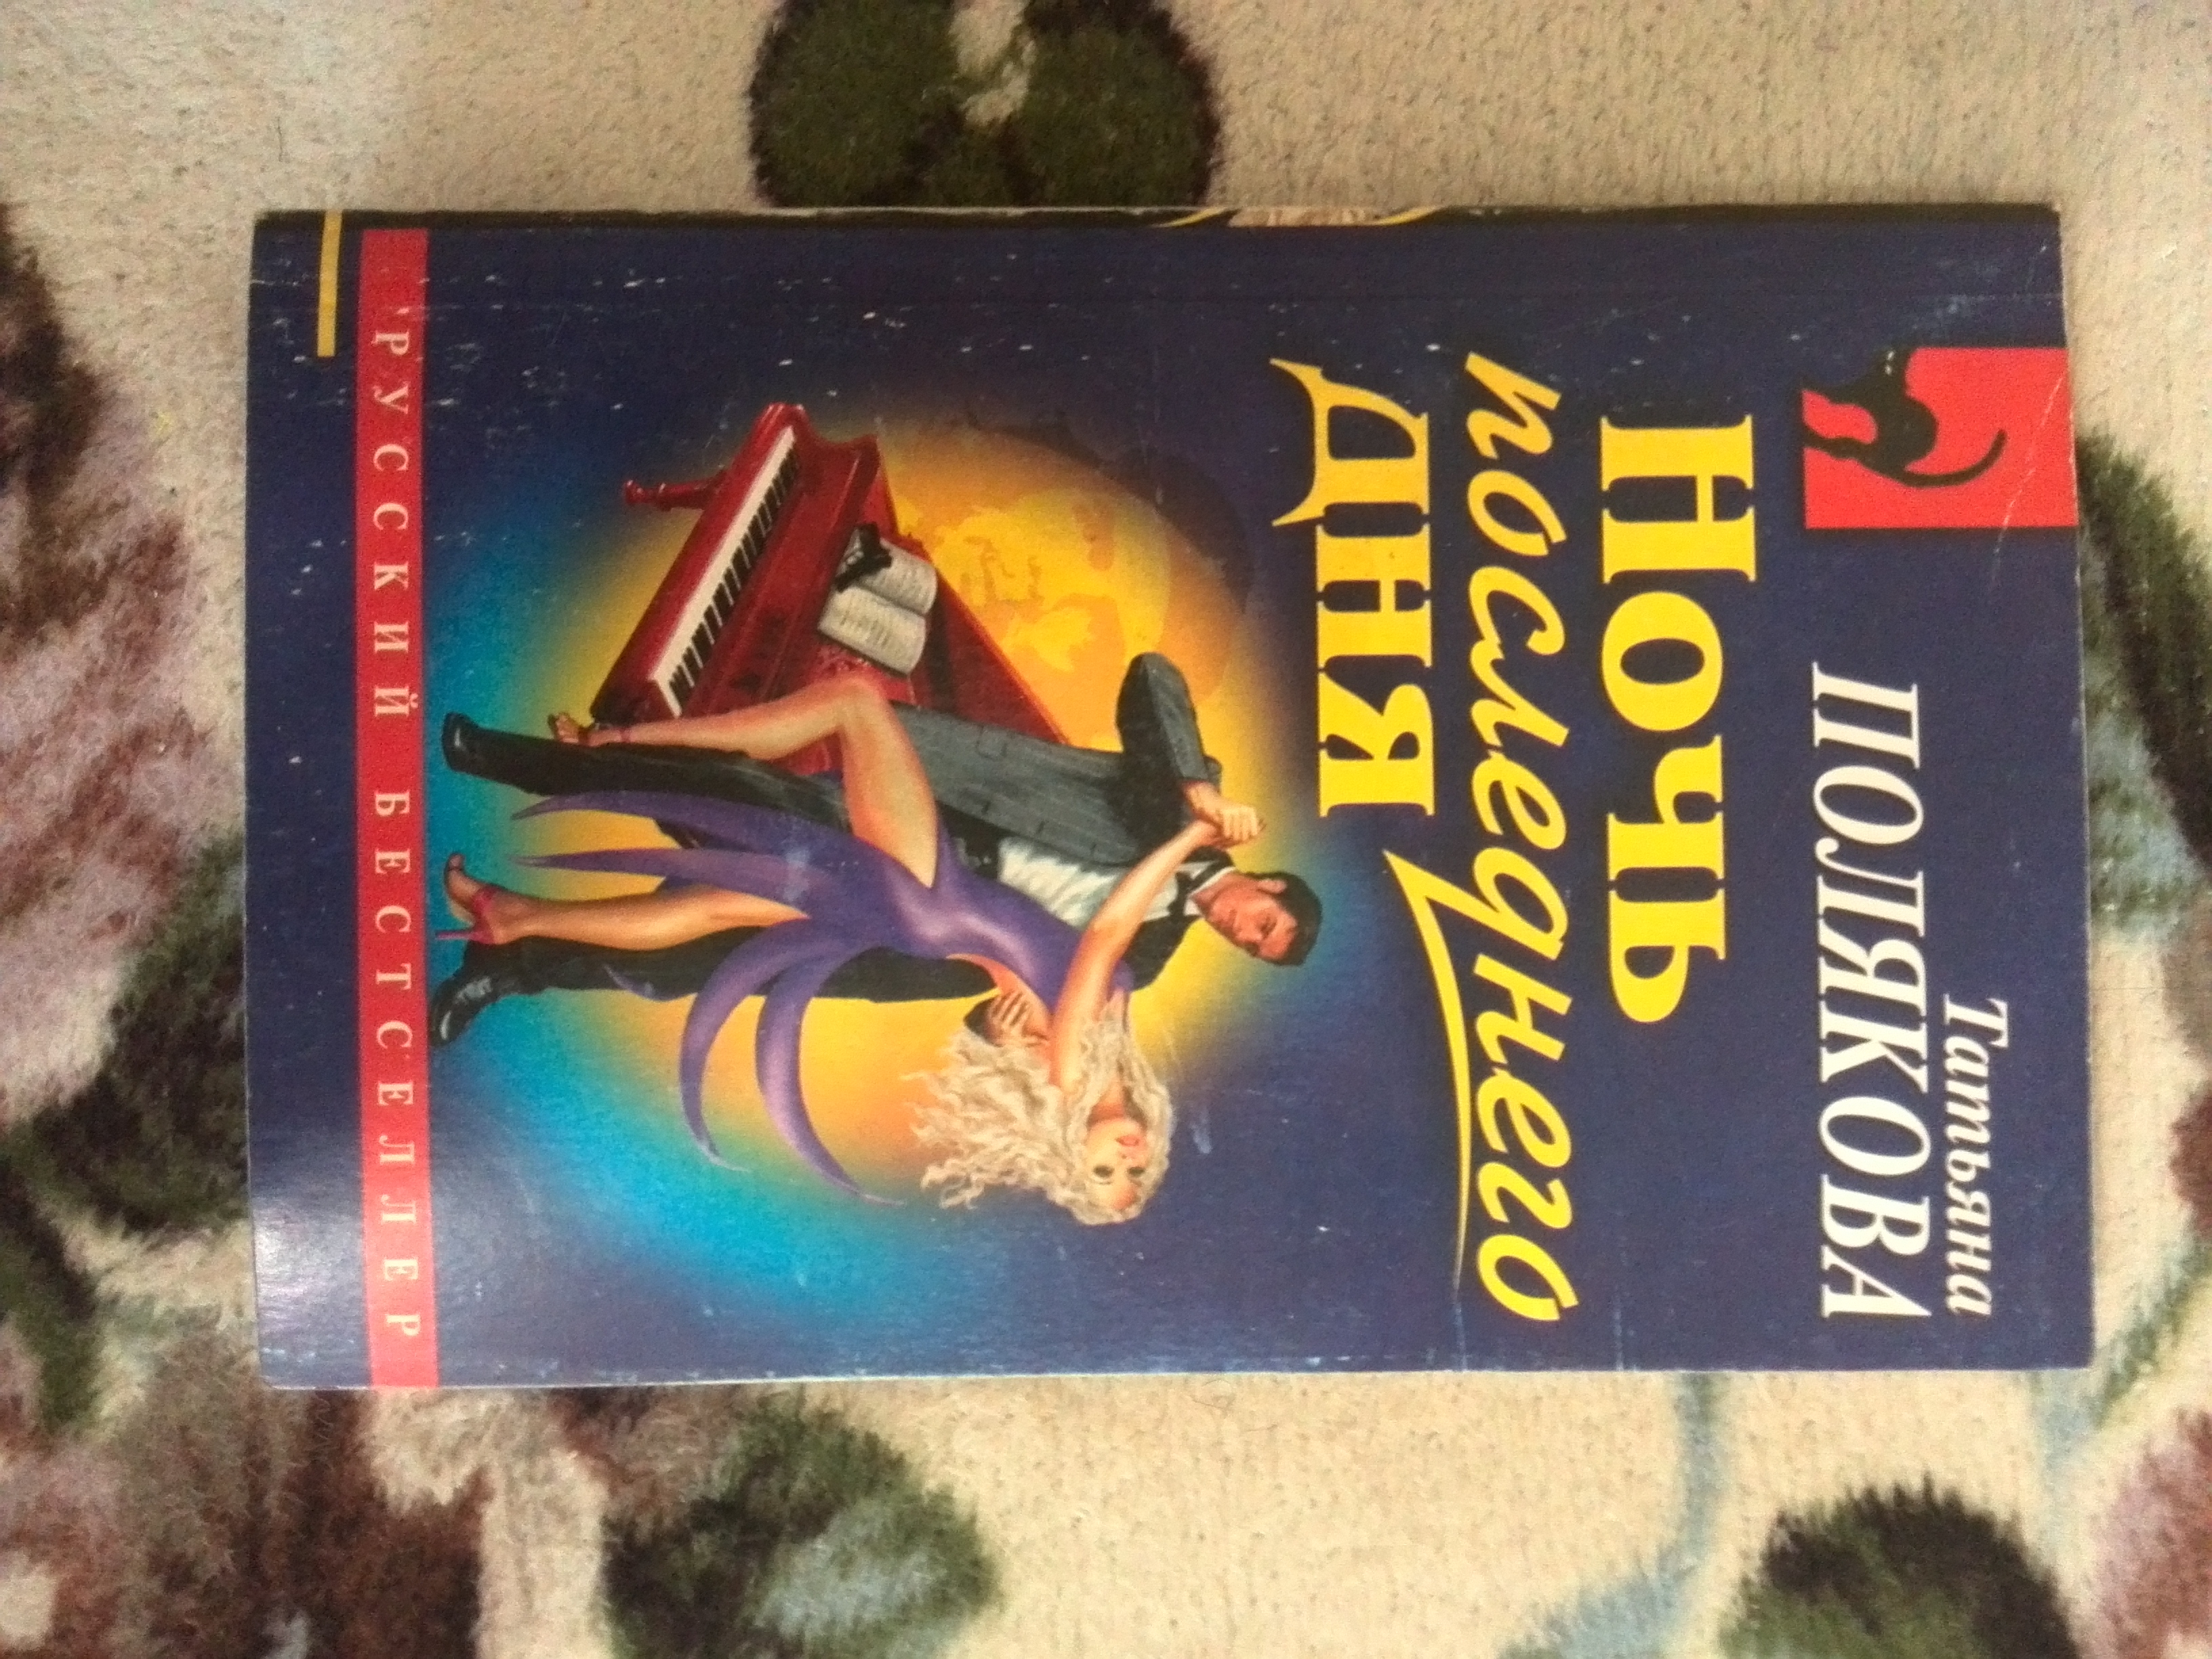 Татьяна
ПОЛЯКОВА
Ночь
последнего
дня
РУССКИЙ БЕСТСЕЛЛЕР